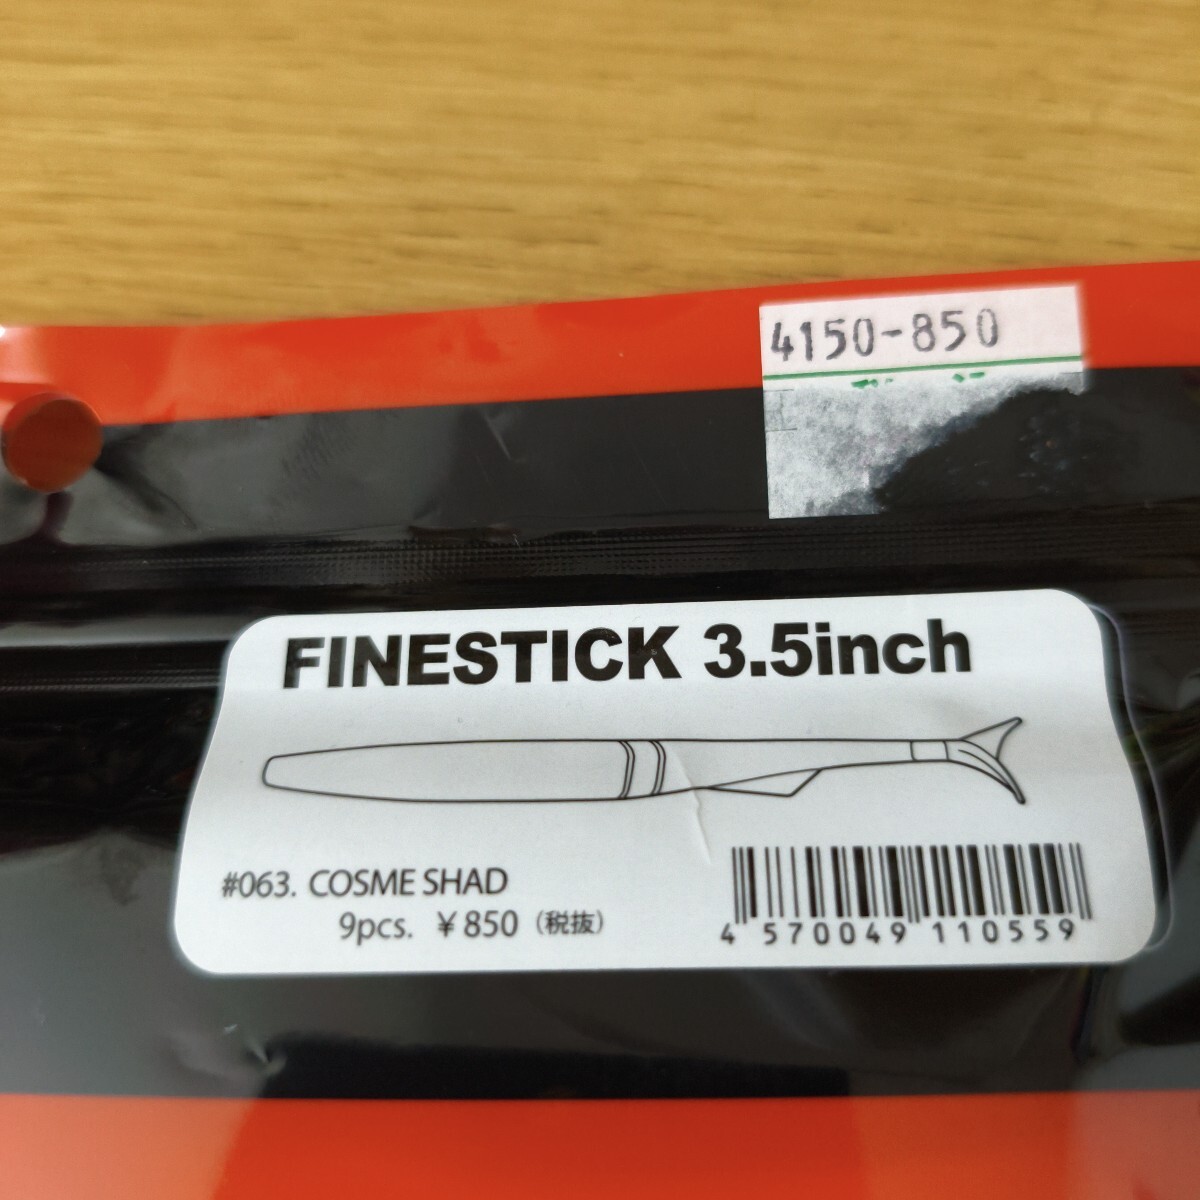 4150-850
FINESTICK 3.5inch
#063. COSME SHAD
9pcs. ￥850（税抜）
4 570049 110559